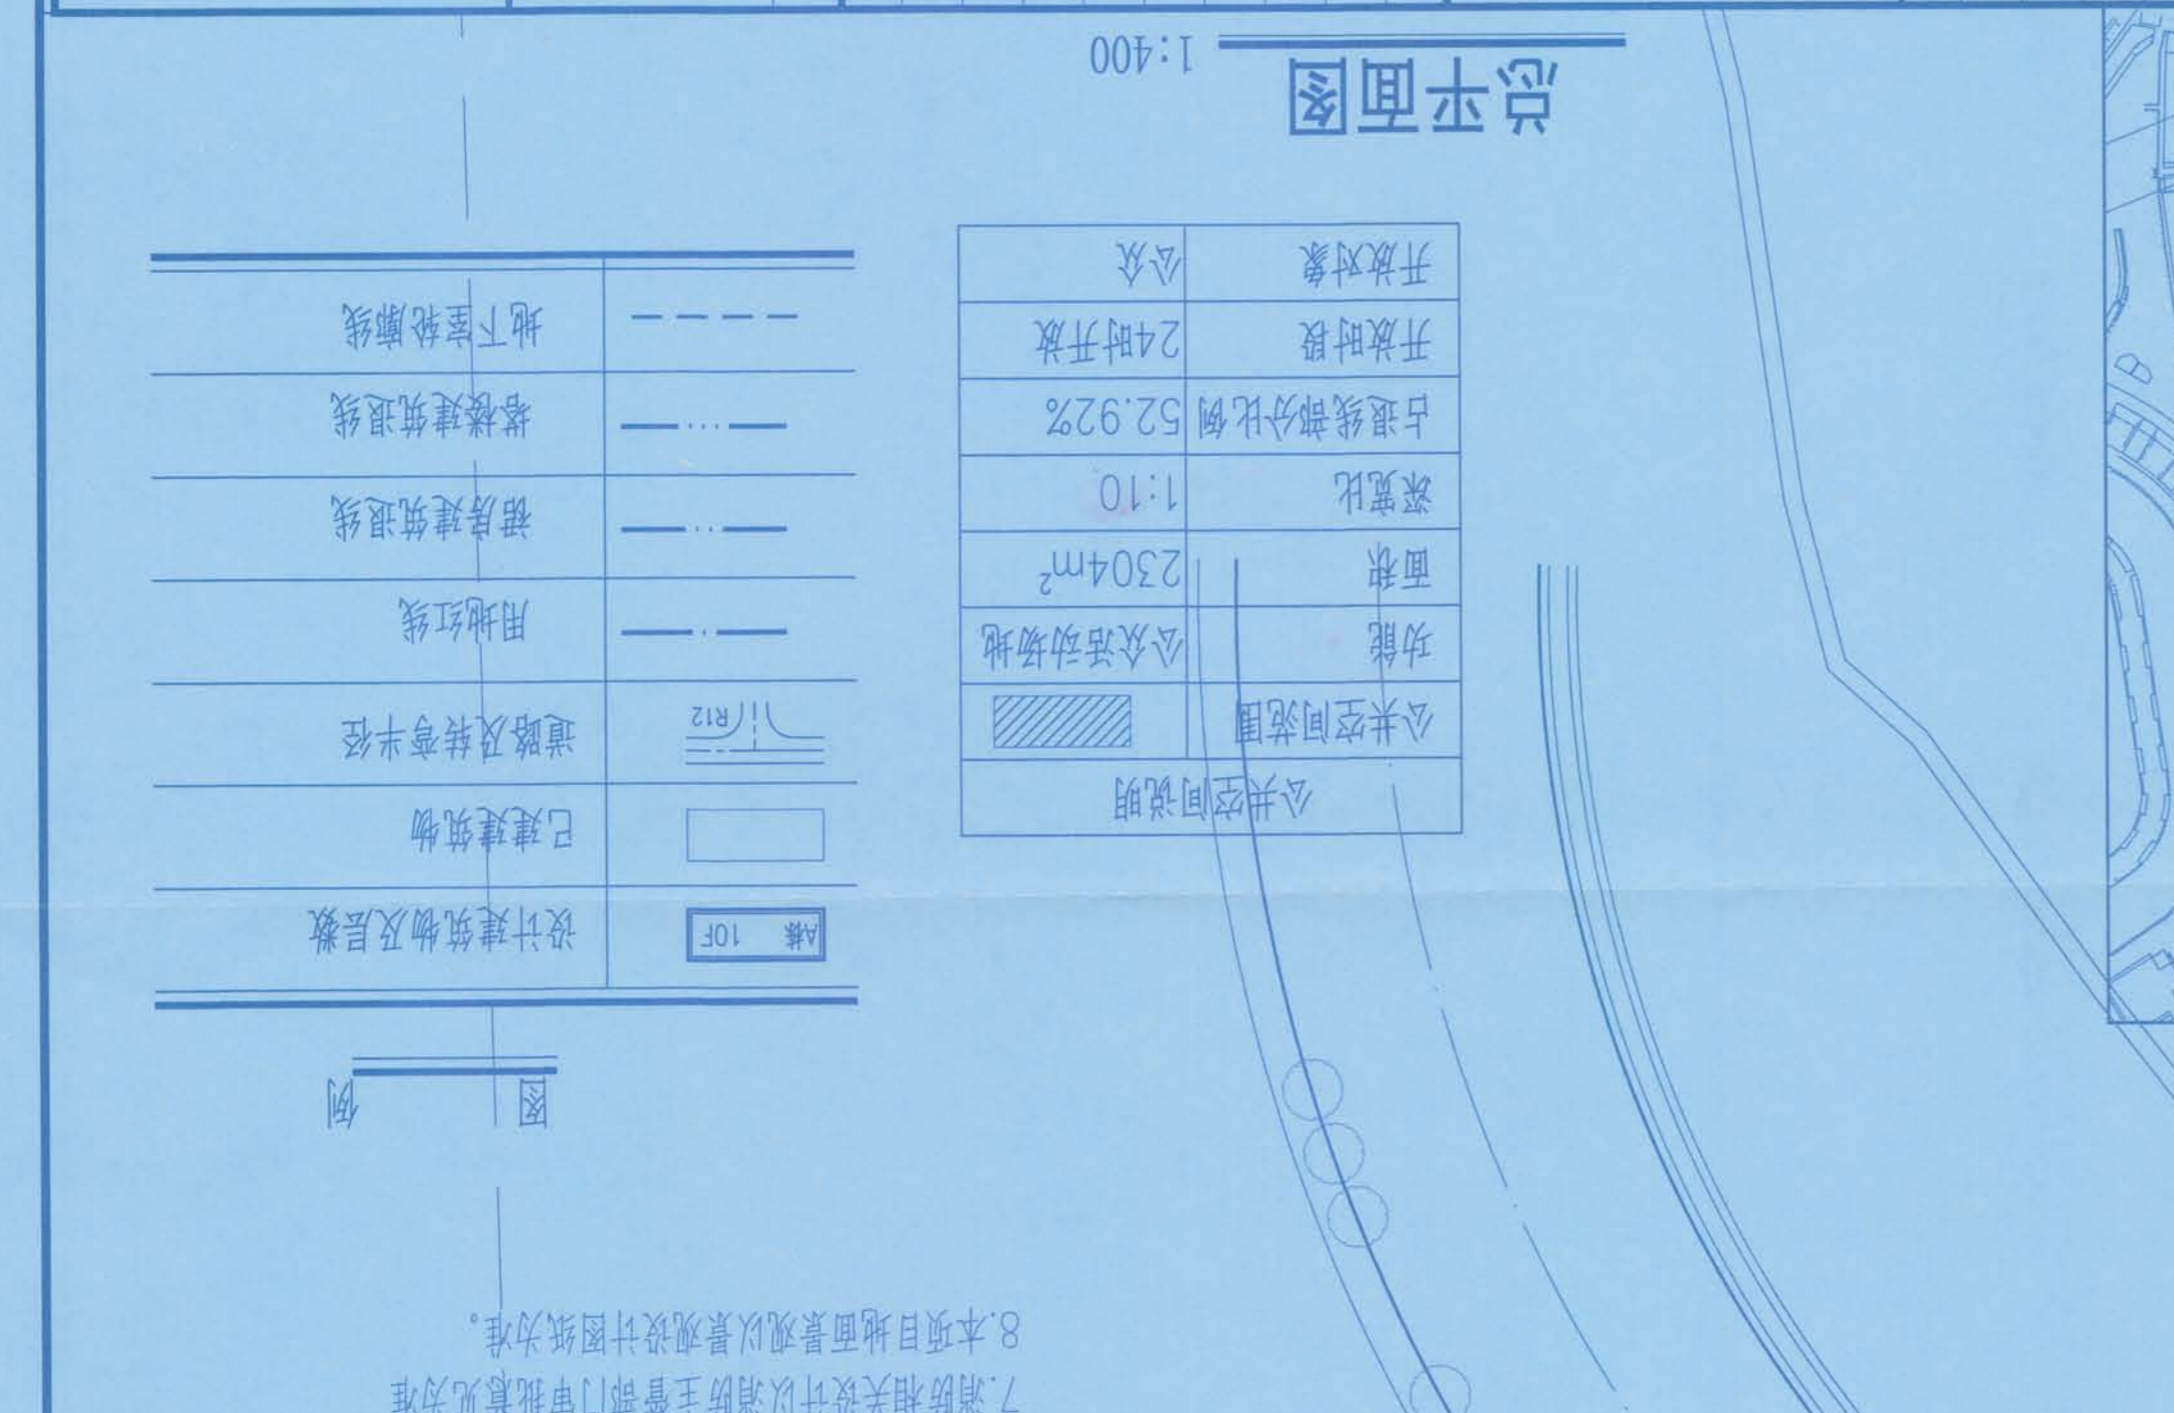 7.消防相关设计以消防主管部门审批意见为准
8.本项目地面景观以景观设计图纸为准。
图 例
A栋 10F 设计建筑物及层数
已建建筑物
R12 道路及转弯半径
用地红线
裙房建筑退线
塔楼建筑退线
地下室轮廓线
公共空间说明
公共空间范围
功能 公众活动场地
面积 2304m²
深宽比 1:10
占退线部分比例 52.92%
开放时段 24时开放
开放对象 公众
总平面图 1:400